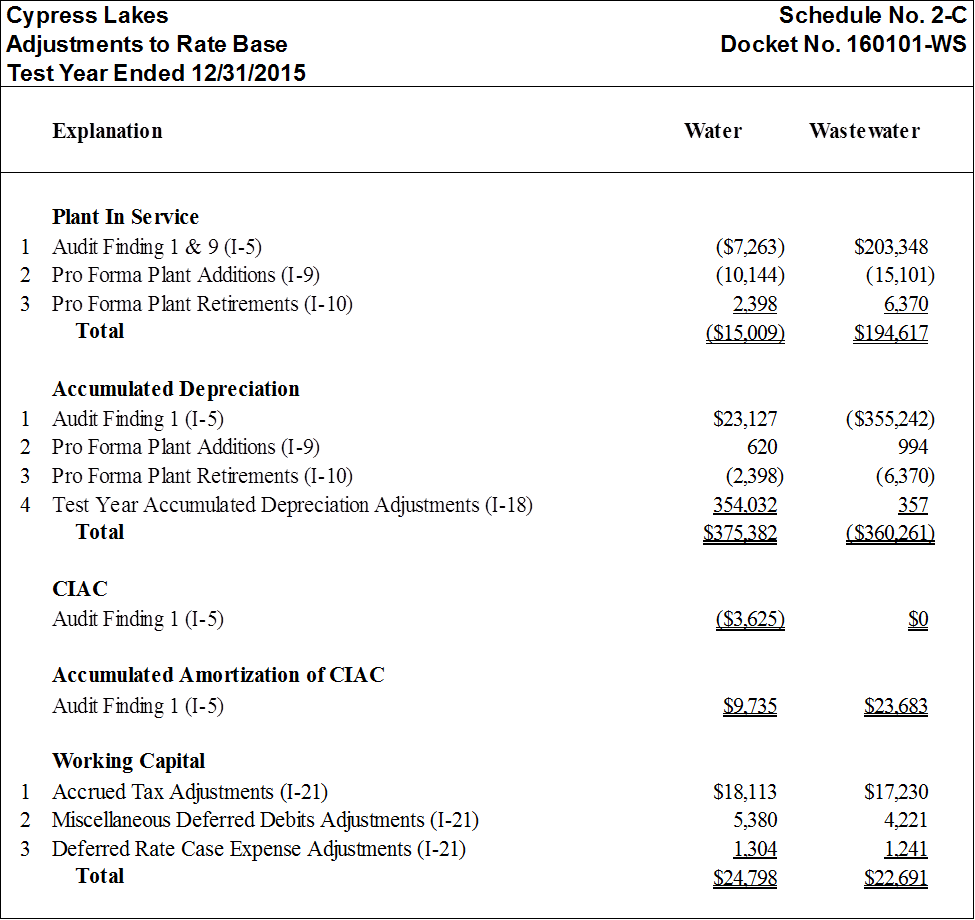 Cypress Lakes Schedule No. 2-C
Adjustments to Rate Base Docket No. 160101-WS
Test Year Ended 12/31/2015
Explanation Water Wastewater
Plant In Service
1 Audit Finding 1 & 9 (I-5) ($7,263) $203,348
2 Pro Forma Plant Additions (I-9) (10,144) (15,101)
3 Pro Forma Plant Retirements (I-10) 2,398 6,370
Total ($15,009) $194,617
Accumulated Depreciation
1 Audit Finding 1 (I-5) $23,127 ($355,242)
2 Pro Forma Plant Additions (I-9) 620 994
3 Pro Forma Plant Retirements (I-10) (2,398) (6,370)
4 Test Year Accumulated Depreciation Adjustments (I-18) 354,032 357
Total $375,382 ($360,261)
CIAC
Audit Finding 1 (I-5) ($3,625) $0
Accumulated Amortization of CIAC
Audit Finding 1 (I-5) $9,735 $23,683
Working Capital
1 Accrued Tax Adjustments (I-21) $18,113 $17,230
2 Miscellaneous Deferred Debits Adjustments (I-21) 5,380 4,221
3 Deferred Rate Case Expense Adjustments (I-21) 1,304 1,241
Total $24,798 $22,691